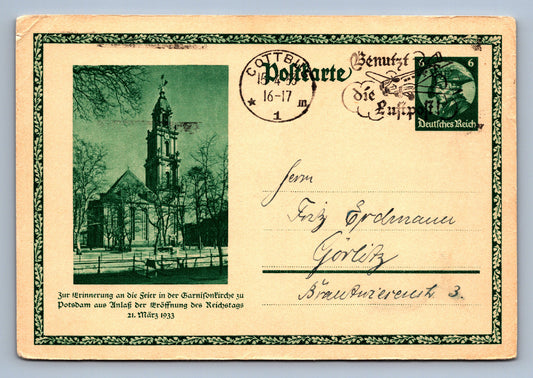 COTTBUS
16-17
★ m
1
Postkarte
Benutzt
die
Luftpost
6 6
Deutsches Reich
Herrn
Fritz Erdmann
Görlitz
3.
Zur Erinnerung an die Feier in der Garnisonkirche zu
Potsdam aus Anlaß der Eröffnung des Reichstags
21. März 1933